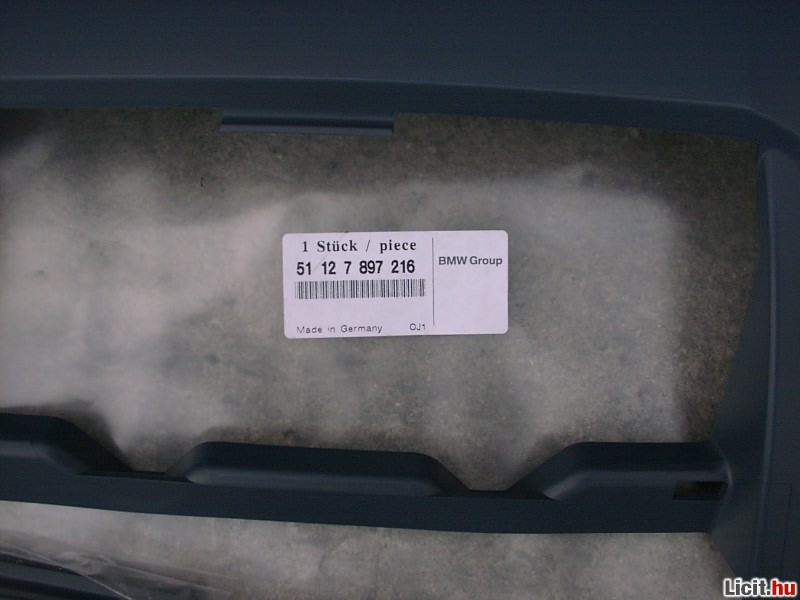 1 Stück / piece
51 12 7 897 216
BMW Group
Made in Germany OJ1
Licit.hu